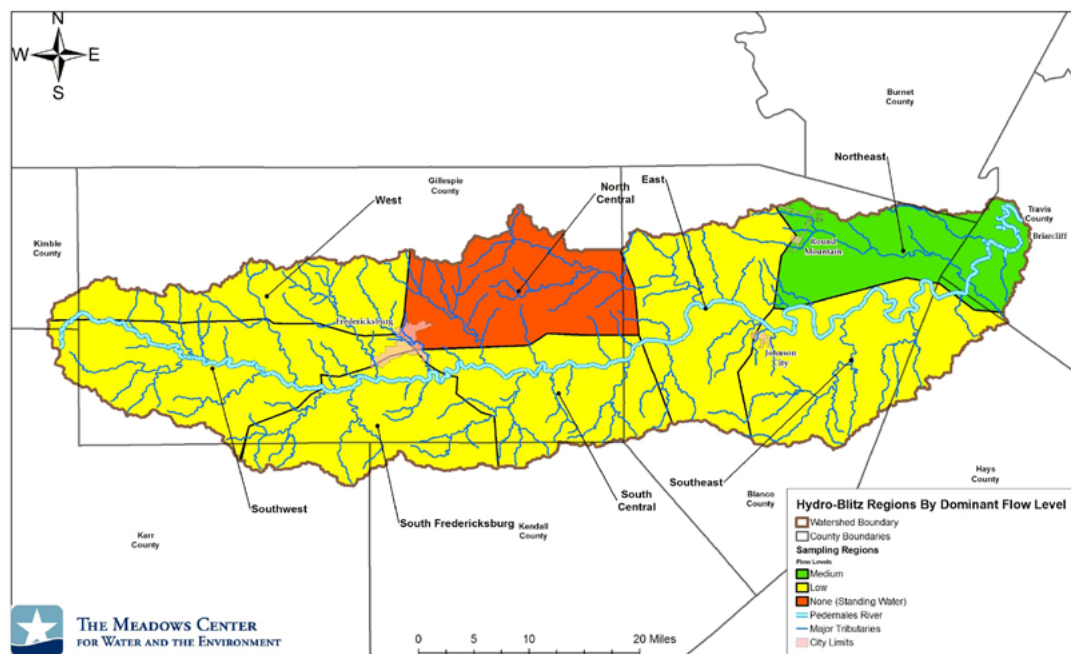 N
W E
S
Burnet
County
Northeast
Gillespie
County
East
North
Central
West
Travis
County
Briarcliff
Kimble
County
Round
Mountain
Fredericksburg
Johnson
City
Southeast
Hays
County
South
Central
Blanco
County
Southwest
South Fredericksburg
Kendall
County
Kerr
County
Hydro-Blitz Regions By Dominant Flow Level
Watershed Boundary
County Boundaries
Sampling Regions
Flow Levels
Medium
Low
None (Standing Water)
Pedernales River
Major Tributaries
City Limits
THE MEADOWS CENTER
FOR WATER AND THE ENVIRONMENT
0 5 10 20 Miles